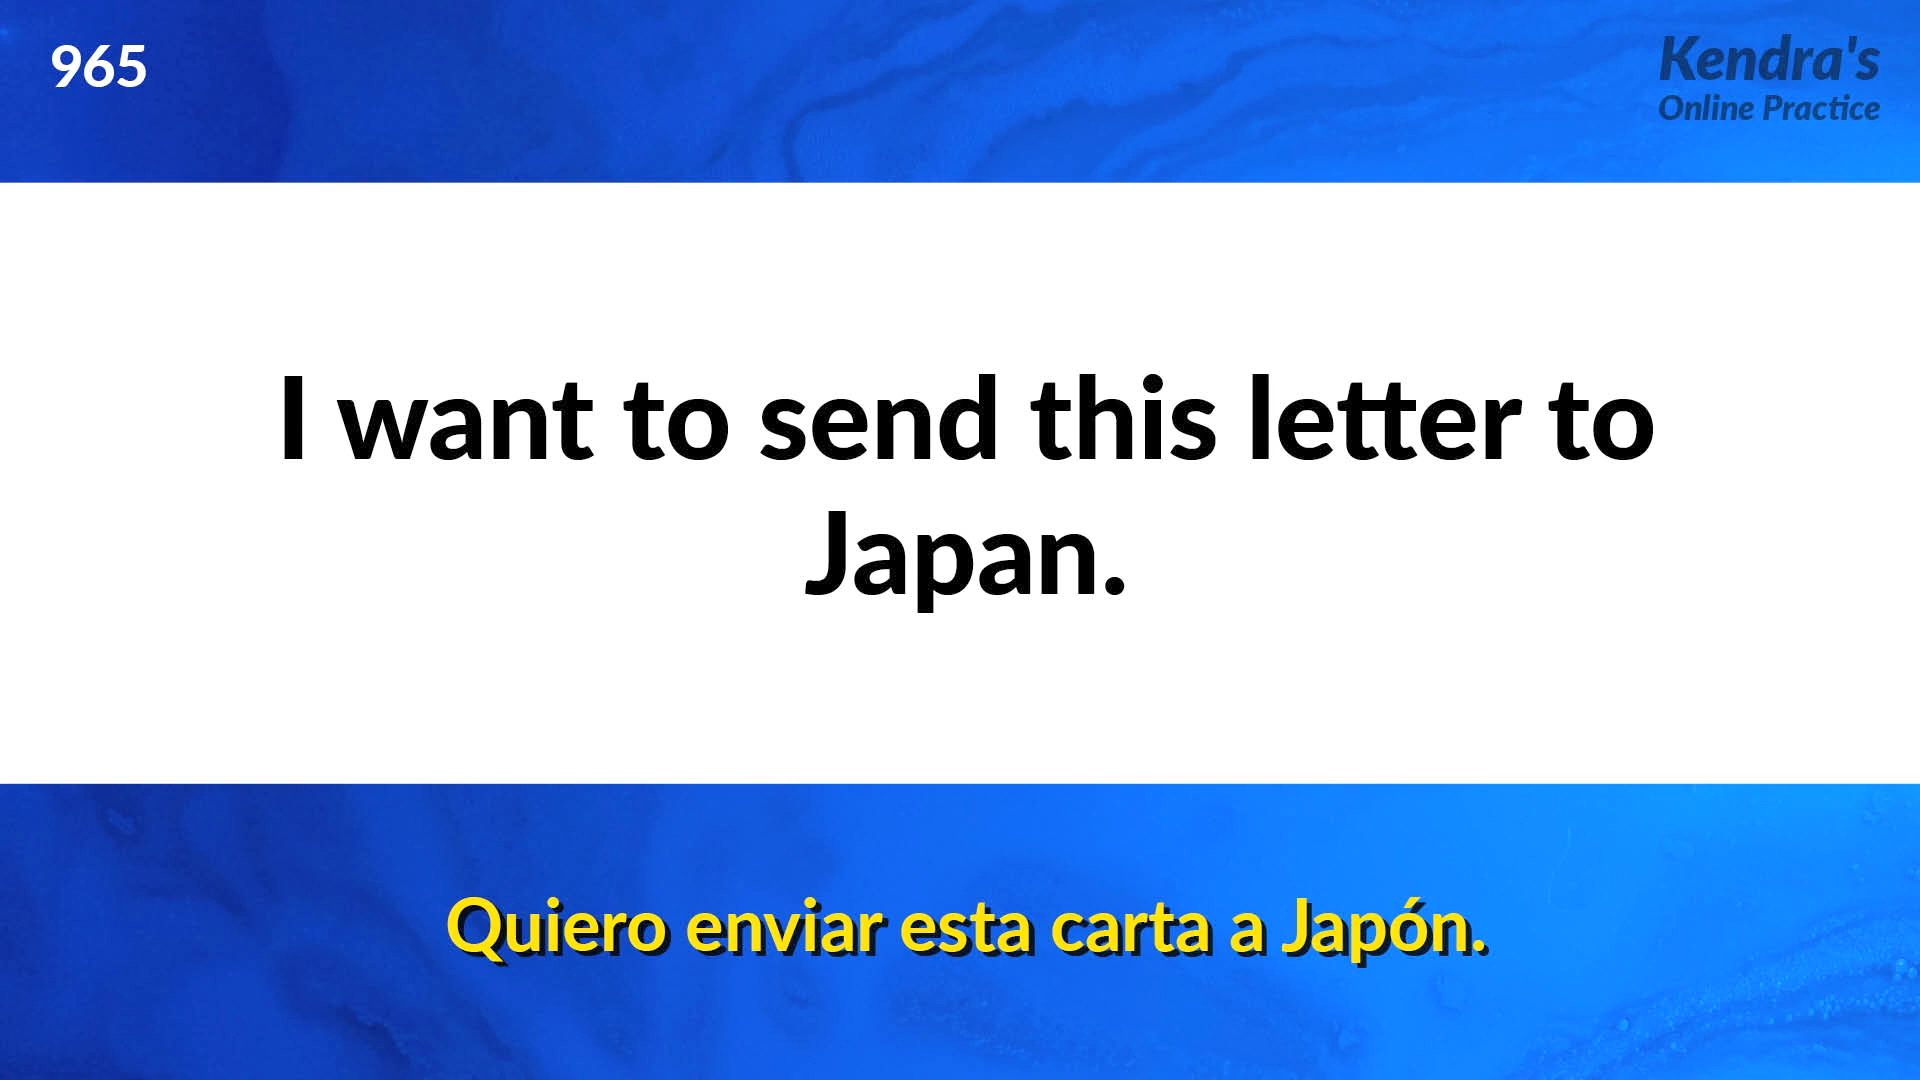 965
Kendra's
Online Practice
I want to send this letter to
Japan.
Quiero enviar esta carta a Japón.